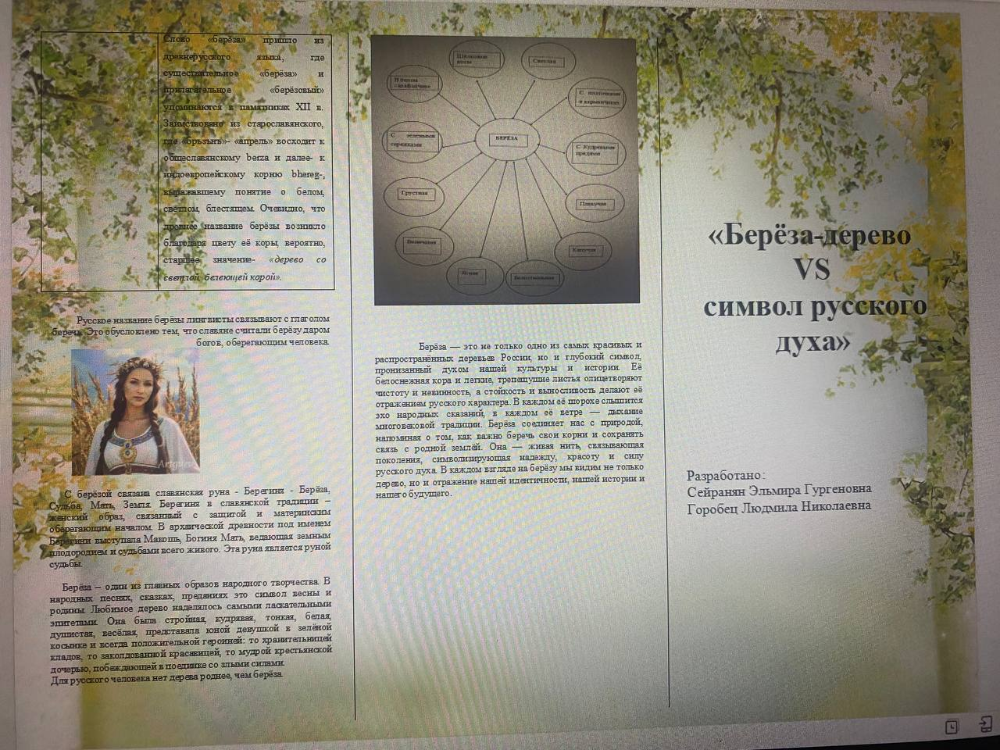 Слово «берёза» пришло из
древнерусского языка, где
существительное «берёза» и
прилагательное «берёзовый»
упоминаются в памятниках XII в.
Заимствовано из старославянского,
где «бръзънъ»- «апрель» восходит к
общеславянскому berza и далее- к
индоевропейскому корню bhereg-,
выражавшему понятие о белом,
светлом, блестящем. Очевидно, что
древнее название берёзы возникло
благодаря цвету её коры, вероятно,
старшее значение- «дерево со
светлой, белеющей корой».
Русское название берёзы лингвисты связывают с глаголом
беречь. Это обусловлено тем, что славяне считали берёзу даром
богов, оберегающим человека.
С берёзой связана славянская руна - Берегиня - Берёза,
Судьба, Мать, Земля. Берегиня в славянской традиции –
женский образ, связанный с защитой и материнским
оберегающим началом. В архаической древности под именем
Берегини выступала Макошь, Богиня Мать, ведающая земным
плодородием и судьбами всего живого. Эта руна является руной
судьбы.
Берёза – один из главных образов народного творчества. В
народных песнях, сказках, преданиях это символ весны и
родины. Любимое дерево наделялось самыми ласкательными
эпитетами. Она была стройная, кудрявая, тонкая, белая,
душистая, весёлая, представала юной девушкой в зелёной
косынке и всегда положительной героиней: то хранительницей
кладов, то заколдованной красавицей, то мудрой крестьянской
дочерью, побеждающей в поединке со злыми силами.
Для русского человека нет дерева роднее, чем берёза.
Шёлковые
косы
Светлая
В белом
сарафанчике
С платочками
в карманчиках
БЕРЁЗА
С зелеными
сережками
С Кудрявыми
прядями
Грустная
Плакучая
Берёза — это не только одно из самых красивых и
распространённых деревьев России, но и глубокий символ,
пронизанный духом нашей культуры и истории. Её
белоснежная кора и легкие, трепещущие листья олицетворяют
чистоту и невинность, а стойкость и выносливость делают её
отражением русского характера. В каждом её шорохе слышится
эхо народных сказаний, в каждом её ветре — дыхание
многовековой традиции. Берёза соединяет нас с природой,
напоминая о том, как важно беречь свои корни и сохранять
связь с родной землёй. Она — живая нить, связывающая
поколения, символизирующая надежду, красоту и силу
русского духа. В каждом взгляде на берёзу мы видим не только
дерево, но и отражение нашей идентичности, нашей истории и
нашего будущего.
«Берёза-дерево
VS
символ русского
духа»
Разработано:
Сейранян Эльмира Гургеновна
Горобец Людмила Николаевна